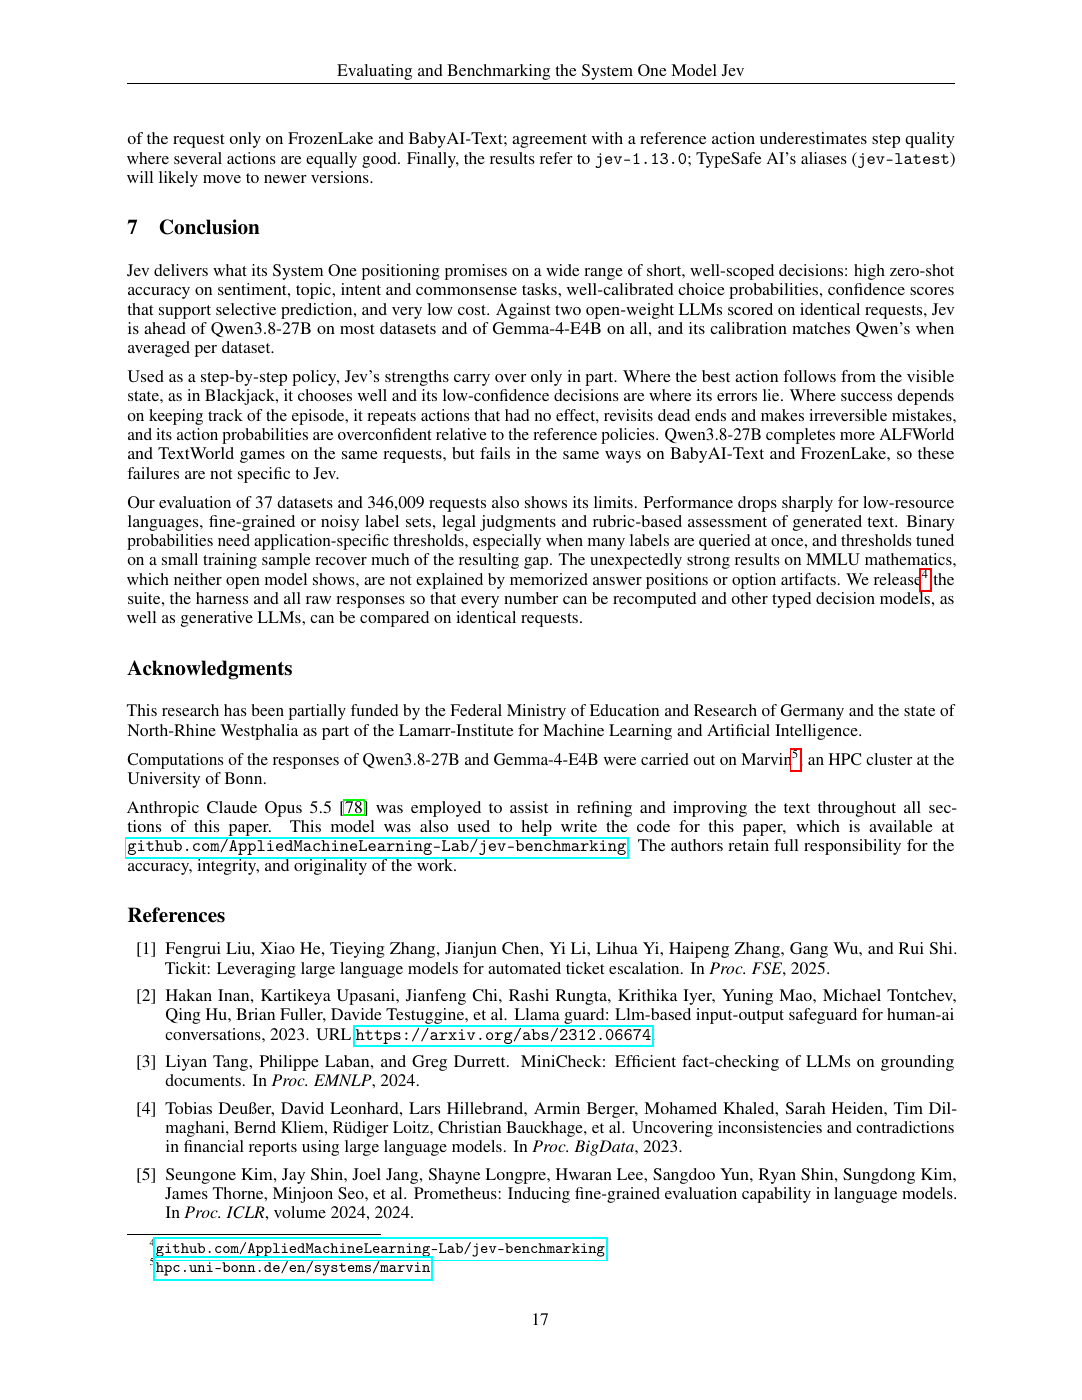 Evaluating and Benchmarking the System One Model Jev
of the request only on FrozenLake and BabyAI-Text; agreement with a reference action underestimates step quality
where several actions are equally good. Finally, the results refer to jev-1.13.0; TypeSafe AI's aliases (jev-latest)
will likely move to newer versions.
7 Conclusion
Jev delivers what its System One positioning promises on a wide range of short, well-scoped decisions: high zero-shot
accuracy on sentiment, topic, intent and commonsense tasks, well-calibrated choice probabilities, confidence scores
that support selective prediction, and very low cost. Against two open-weight LLMs scored on identical requests, Jev
is ahead of Qwen3.8-27B on most datasets and of Gemma-4-E4B on all, and its calibration matches Qwen's when
averaged per dataset.
Used as a step-by-step policy, Jev's strengths carry over only in part. Where the best action follows from the visible
state, as in Blackjack, it chooses well and its low-confidence decisions are where its errors lie. Where success depends
on keeping track of the episode, it repeats actions that had no effect, revisits dead ends and makes irreversible mistakes,
and its action probabilities are overconfident relative to the reference policies. Qwen3.8-27B completes more ALFWorld
and TextWorld games on the same requests, but fails in the same ways on BabyAI-Text and FrozenLake, so these
failures are not specific to Jev.
Our evaluation of 37 datasets and 346,009 requests also shows its limits. Performance drops sharply for low-resource
languages, fine-grained or noisy label sets, legal judgments and rubric-based assessment of generated text. Binary
probabilities need application-specific thresholds, especially when many labels are queried at once, and thresholds tuned
on a small training sample recover much of the resulting gap. The unexpectedly strong results on MMLU mathematics,
which neither open model shows, are not explained by memorized answer positions or option artifacts. We release4 the
suite, the harness and all raw responses so that every number can be recomputed and other typed decision models, as
well as generative LLMs, can be compared on identical requests.
Acknowledgments
This research has been partially funded by the Federal Ministry of Education and Research of Germany and the state of
North-Rhine Westphalia as part of the Lamarr-Institute for Machine Learning and Artificial Intelligence.
Computations of the responses of Qwen3.8-27B and Gemma-4-E4B were carried out on Marvin5, an HPC cluster at the
University of Bonn.
Anthropic Claude Opus 5.5 [78] was employed to assist in refining and improving the text throughout all sec-
tions of this paper. This model was also used to help write the code for this paper, which is available at
github.com/AppliedMachineLearning-Lab/jev-benchmarking. The authors retain full responsibility for the
accuracy, integrity, and originality of the work.
References
[1] Fengrui Liu, Xiao He, Tieying Zhang, Jianjun Chen, Yi Li, Lihua Yi, Haipeng Zhang, Gang Wu, and Rui Shi.
Tickit: Leveraging large language models for automated ticket escalation. In Proc. FSE, 2025.
[2] Hakan Inan, Kartikeya Upasani, Jianfeng Chi, Rashi Rungta, Krithika Iyer, Yuning Mao, Michael Tontchev,
Qing Hu, Brian Fuller, Davide Testuggine, et al. Llama guard: Llm-based input-output safeguard for human-ai
conversations, 2023. URL https://arxiv.org/abs/2312.06674.
[3] Liyan Tang, Philippe Laban, and Greg Durrett. MiniCheck: Efficient fact-checking of LLMs on grounding
documents. In Proc. EMNLP, 2024.
[4] Tobias Deußer, David Leonhard, Lars Hillebrand, Armin Berger, Mohamed Khaled, Sarah Heiden, Tim Dil-
maghani, Bernd Kliem, Rüdiger Loitz, Christian Bauckhage, et al. Uncovering inconsistencies and contradictions
in financial reports using large language models. In Proc. BigData, 2023.
[5] Seungone Kim, Jay Shin, Joel Jang, Shayne Longpre, Hwaran Lee, Sangdoo Yun, Ryan Shin, Sungdong Kim,
James Thorne, Minjoon Seo, et al. Prometheus: Inducing fine-grained evaluation capability in language models.
In Proc. ICLR, volume 2024, 2024.
4github.com/AppliedMachineLearning-Lab/jev-benchmarking
5hpc.uni-bonn.de/en/systems/marvin
17